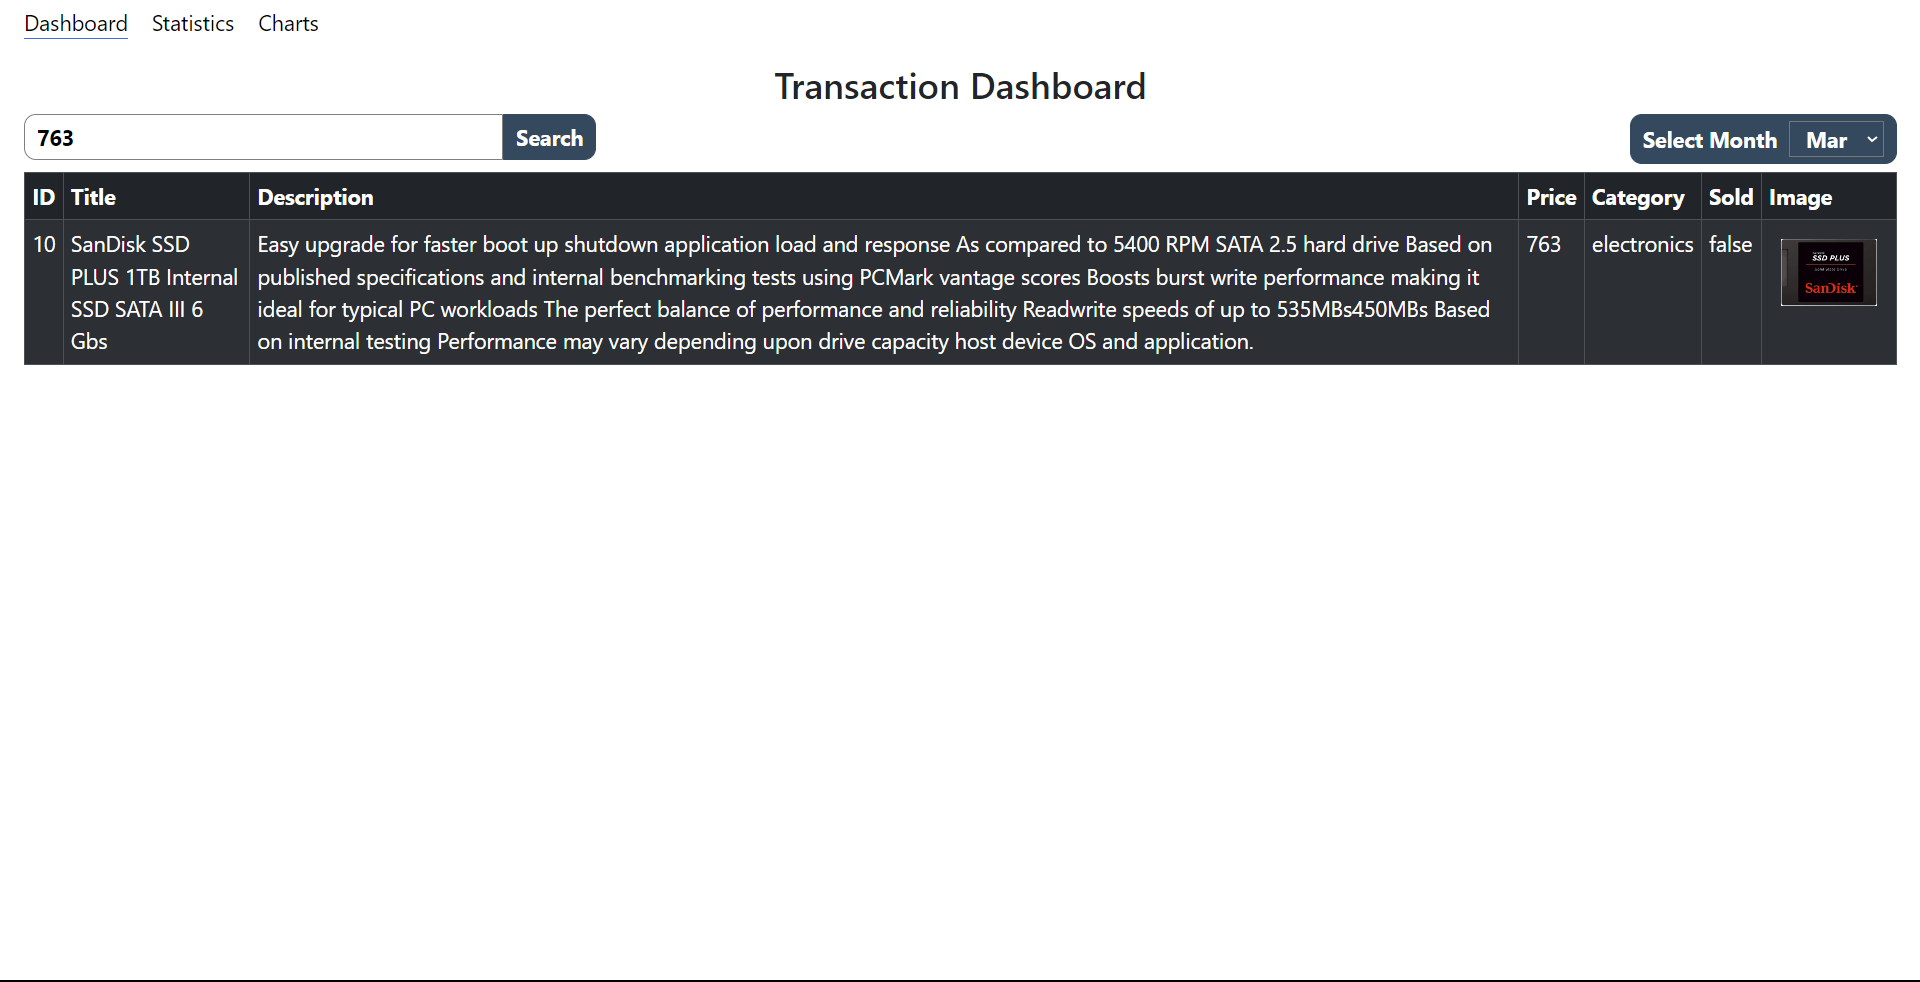 Dashboard Statistics Charts
Transaction Dashboard
763 Search Select Month Mar
ID Title Description Price Category Sold Image
10 SanDisk SSD Easy upgrade for faster boot up shutdown application load and response As compared to 5400 RPM SATA 2.5 hard drive Based on 763 electronics false
PLUS 1TB Internal published specifications and internal benchmarking tests using PCMark vantage scores Boosts burst write performance making it
SSD SATA III 6 ideal for typical PC workloads The perfect balance of performance and reliability Readwrite speeds of up to 535MBs450MBs Based
Gbs on internal testing Performance may vary depending upon drive capacity host device OS and application.
SSD PLUS
SanDisk